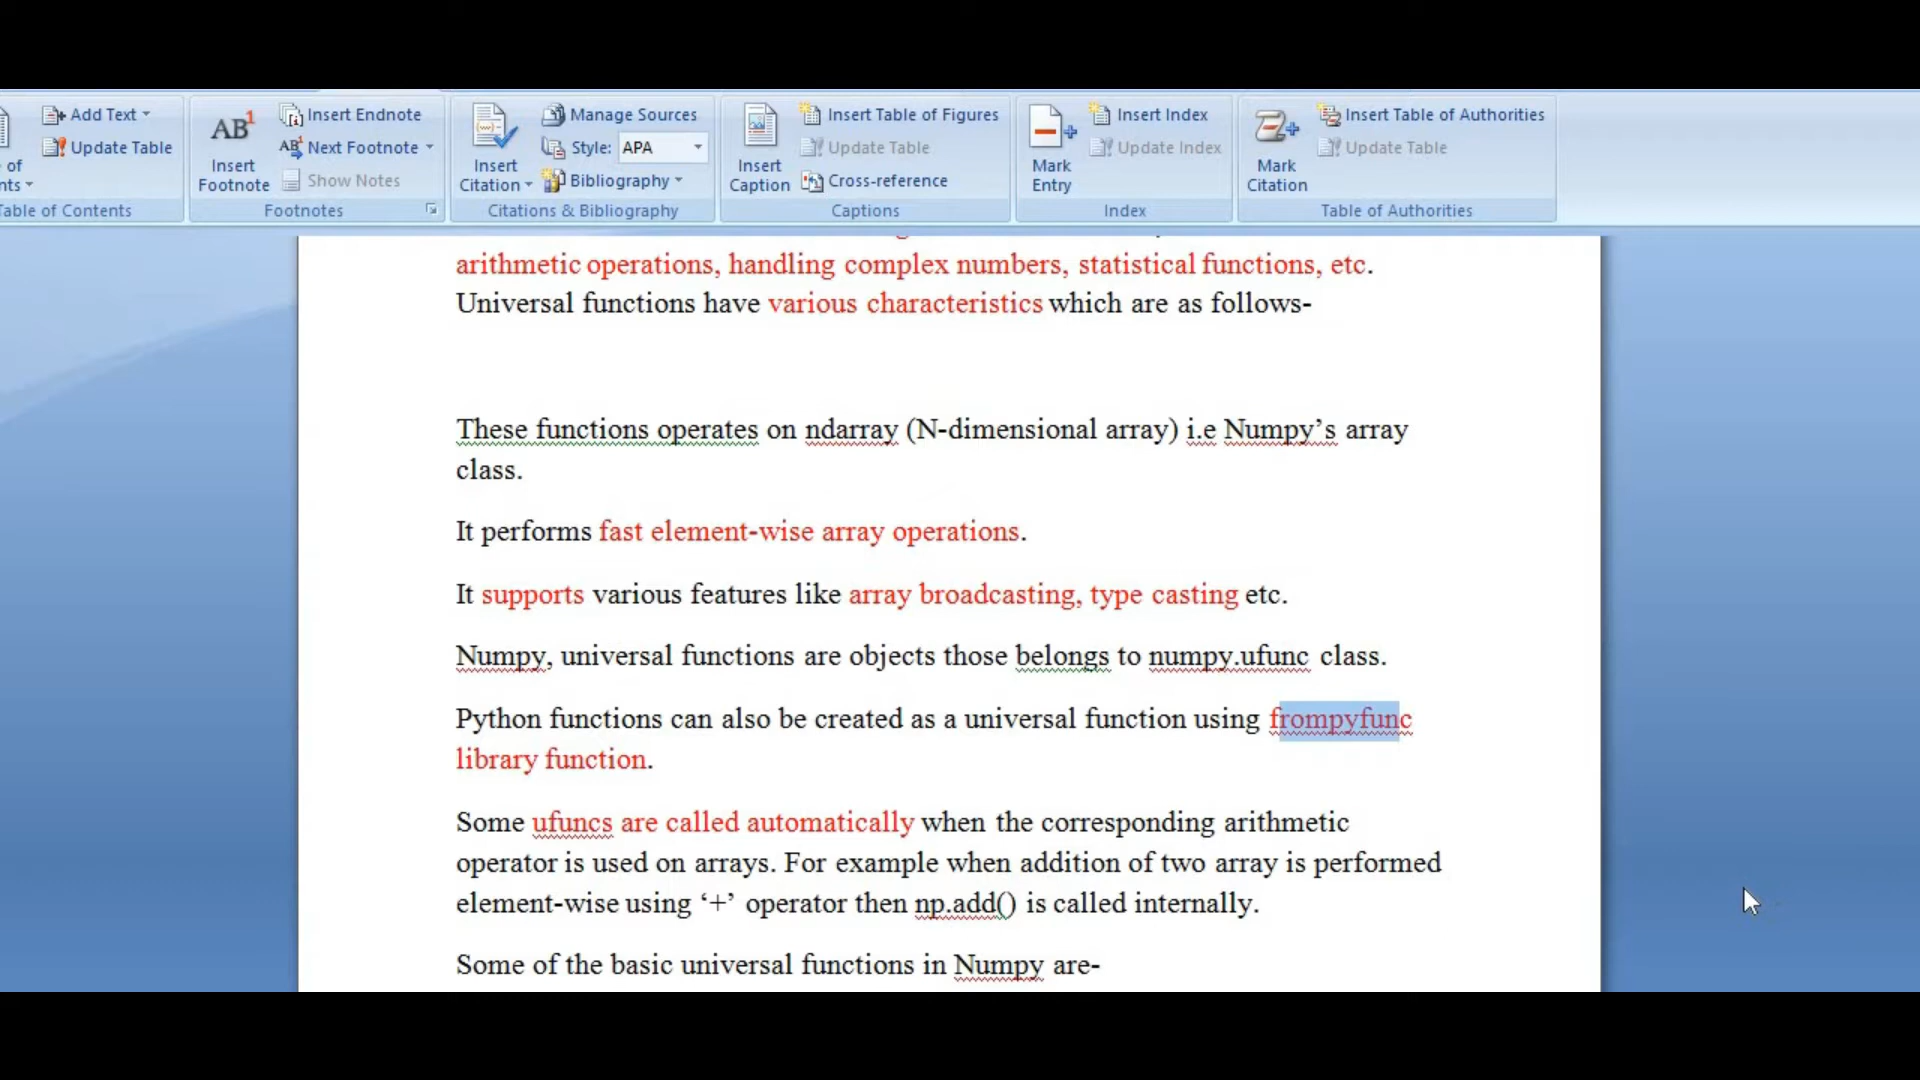 Add Text
Update Table
of
nts
Table of Contents
AB1
Insert
Footnote
Insert Endnote
Next Footnote
Show Notes
Footnotes
Insert
Citation
Manage Sources
Style: APA
Bibliography
Citations & Bibliography
Insert
Caption
Insert Table of Figures
Update Table
Cross-reference
Captions
Mark
Entry
Insert Index
Update Index
Index
Mark
Citation
Insert Table of Authorities
Update Table
Table of Authorities
arithmetic operations, handling complex numbers, statistical functions, etc.
Universal functions have various characteristics which are as follows-
These functions operates on ndarray (N-dimensional array) i.e Numpy’s array
class.
It performs fast element-wise array operations.
It supports various features like array broadcasting, type casting etc.
Numpy, universal functions are objects those belongs to numpy.ufunc class.
Python functions can also be created as a universal function using frompyfunc
library function.
Some ufuncs are called automatically when the corresponding arithmetic
operator is used on arrays. For example when addition of two array is performed
element-wise using ‘+’ operator then np.add() is called internally.
Some of the basic universal functions in Numpy are-